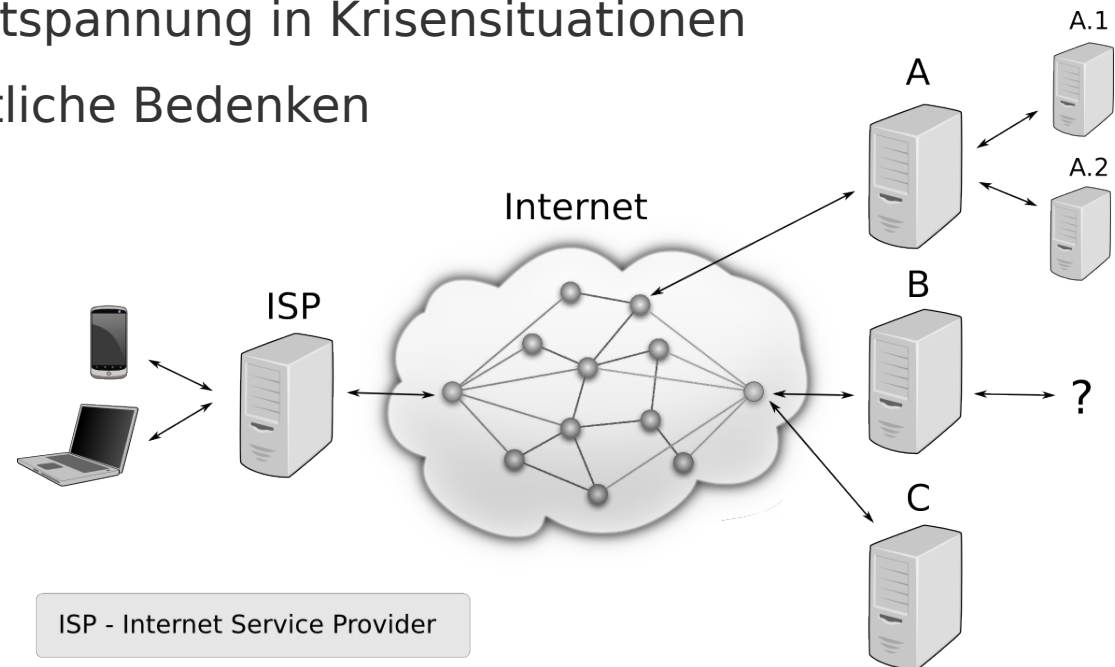 tspannung in Krisensituationen
tliche Bedenken
A.1
A
A.2
Internet
B
ISP
?
C
ISP - Internet Service Provider